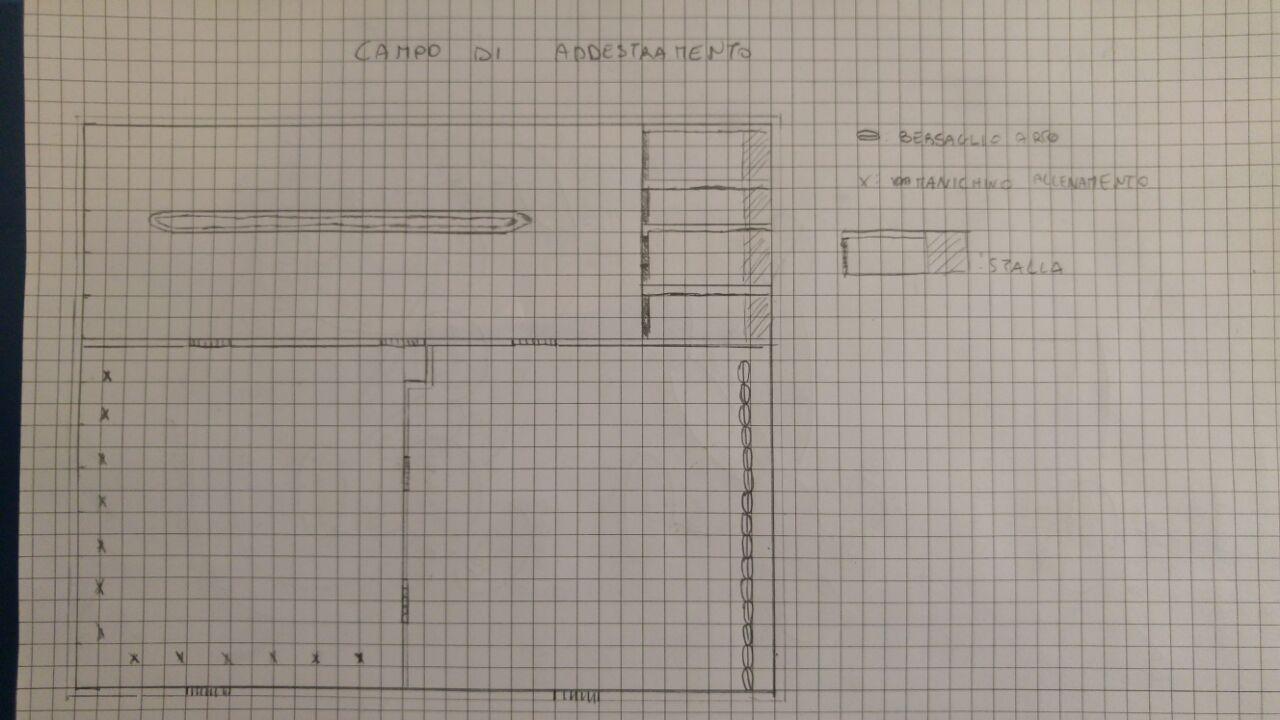 CAMPO DI ADDESTRAMENTO
: BERSAGLIO ARCO
X: MANICHINO ALLENAMENTO
: STALLA